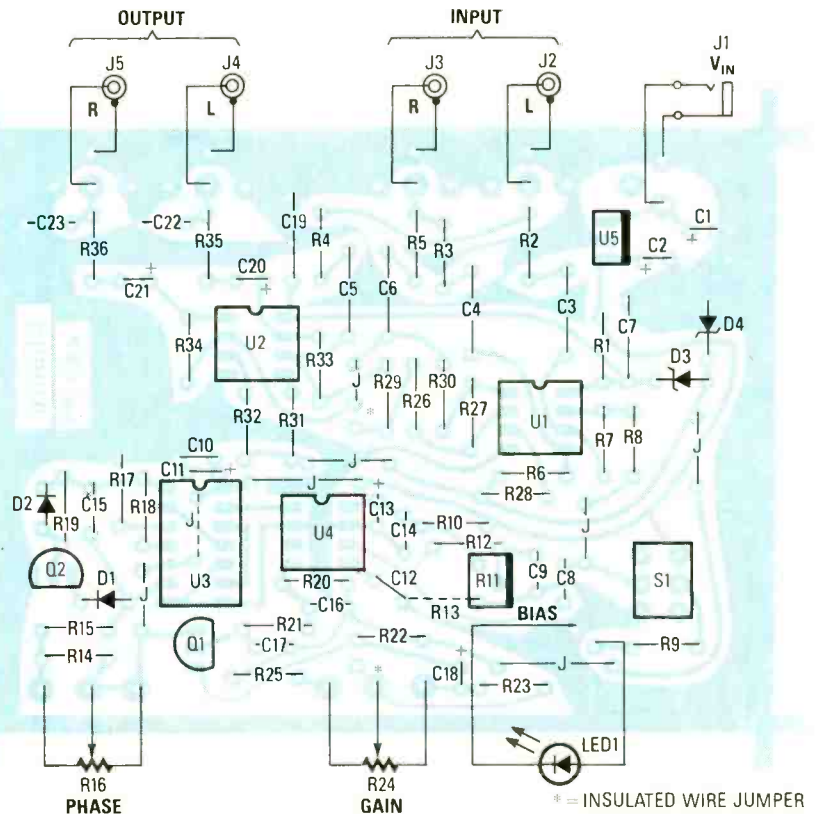 OUTPUT INPUT
J5 J4 J3 J2 J1
V_IN
R L R L
C23 C22 C19 R4 R5 R3 R2 U5 C2 C1
R36 R35
C21 + C20 + C5 C6 C4 C3 + +
R34 U2 R33 J R29 R26 R30 R27 U1 R1 C7 D3 D4
*
R32 R31 R7 R8 J
C10 J R6
C11 + J R28
D2 R19 C15 R17 R18 J U4 + C13 C14 R10 J
R12
Q2 D1 J U3 R20 C12 R11 C9 C8 S1
C16 R13 BIAS
R15 Q1 R21 R22 R9
R14 C17 + J
R25 * C18 R23
LED1
R16 R24
PHASE GAIN
* = INSULATED WIRE JUMPER